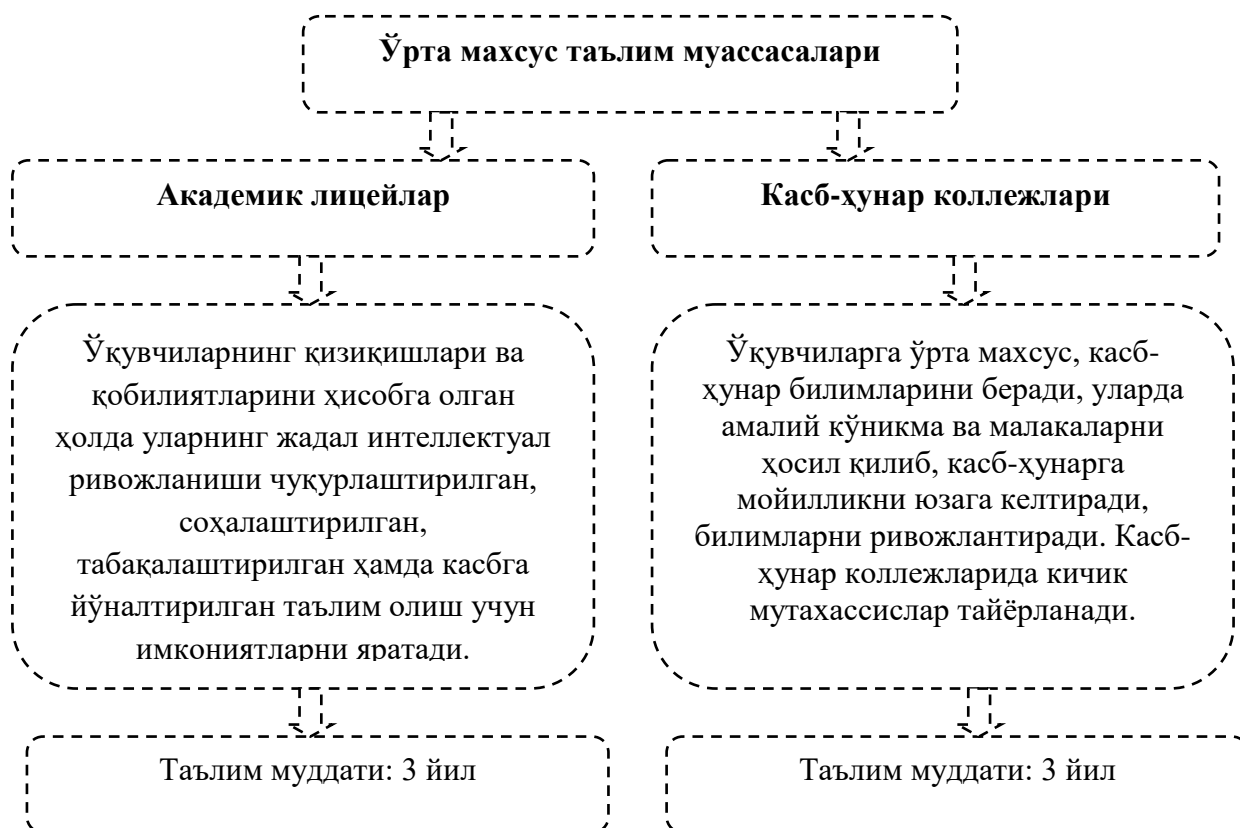 Ўрта махсус таълим муассасалари
Академик лицейлар
Касб-ҳунар коллежлари
Ўқувчиларнинг қизиқишлари ва
қобилиятларини ҳисобга олган
ҳолда уларнинг жадал интеллектуал
ривожланиши чуқурлаштирилган,
соҳалаштирилган,
табақалаштирилган ҳамда касбга
йўналтирилган таълим олиш учун
имкониятларни яратади.
Ўқувчиларга ўрта махсус, касб-
ҳунар билимларини беради, уларда
амалий кўникма ва малакаларни
ҳосил қилиб, касб-ҳунарга
мойилликни юзага келтиради,
билимларни ривожлантиради. Касб-
ҳунар коллежларида кичик
мутахассислар тайёрланади.
Таълим муддати: 3 йил
Таълим муддати: 3 йил